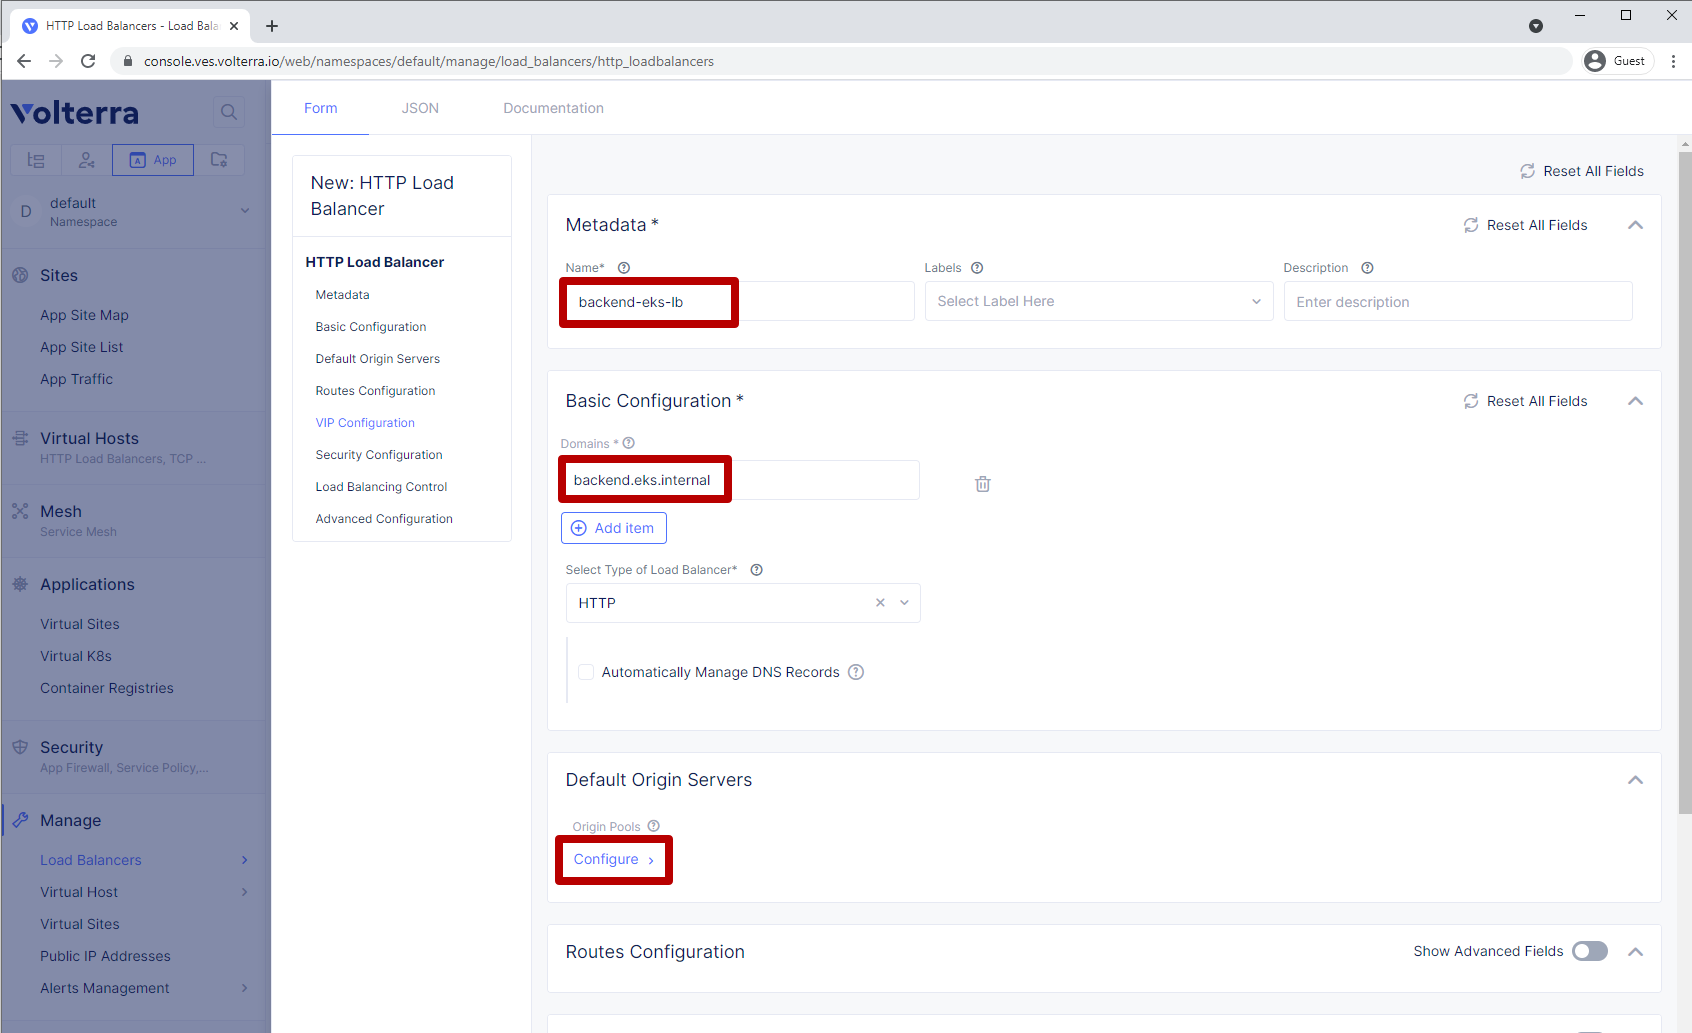 HTTP Load Balancers - Load Bala
console.ves.volterra.io/web/namespaces/default/manage/load_balancers/http_loadbalancers
Guest
Volterra
App
D
default
Namespace
Sites
App Site Map
App Site List
App Traffic
Virtual Hosts
HTTP Load Balancers, TCP ...
Mesh
Service Mesh
Applications
Virtual Sites
Virtual K8s
Container Registries
Security
App Firewall, Service Policy,...
Manage
Load Balancers
Virtual Host
Virtual Sites
Public IP Addresses
Alerts Management
Form JSON Documentation
New: HTTP Load
Balancer
HTTP Load Balancer
Metadata
Basic Configuration
Default Origin Servers
Routes Configuration
VIP Configuration
Security Configuration
Load Balancing Control
Advanced Configuration
Reset All Fields
Metadata *
Reset All Fields
Name* Labels Description
backend-eks-lb Select Label Here Enter description
Basic Configuration *
Reset All Fields
Domains *
backend.eks.internal
Add item
Select Type of Load Balancer*
HTTP
Automatically Manage DNS Records
Default Origin Servers
Origin Pools
Configure
Routes Configuration
Show Advanced Fields